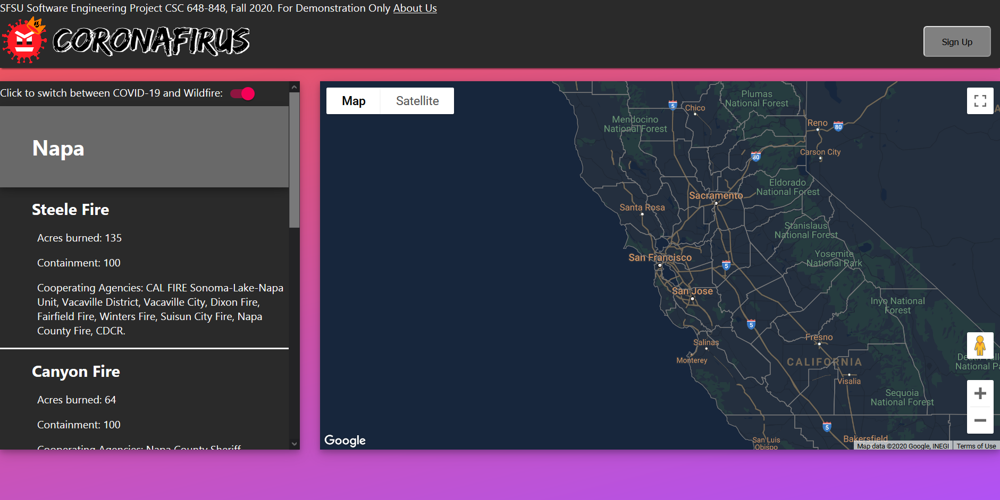 SFSU Software Engineering Project CSC 648-848, Fall 2020. For Demonstration Only About Us
CORONAFIRUS
Sign Up
Click to switch between COVID-19 and Wildfire:
Napa
Steele Fire
Acres burned: 135
Containment: 100
Cooperating Agencies: CAL FIRE Sonoma-Lake-Napa
Unit, Vacaville District, Vacaville City, Dixon Fire,
Fairfield Fire, Winters Fire, Suisun City Fire, Napa
County Fire, CDCR.
Canyon Fire
Acres burned: 64
Containment: 100
Cooperating Agencies: Napa County Sheriff
Map
Satellite
Plumas
National Forest
5
Chico
Mendocino
National Forest
Reno
80
Carson City
80
Eldorado
National Forest
Sacramento
Santa Rosa
Stanislaus
National Forest
Yosemite
National Park
San Francisco
5
San Jose
Inyo National
Forest
5
Fresno
Salinas
Monterey
CALIFORNIA
Death Vall
National Pa
Visalia
Sequoia
National Forest
5
San Luis
Obispo
Bakersfield
Google
Map data ©2020 Google, INEGI
Terms of Use